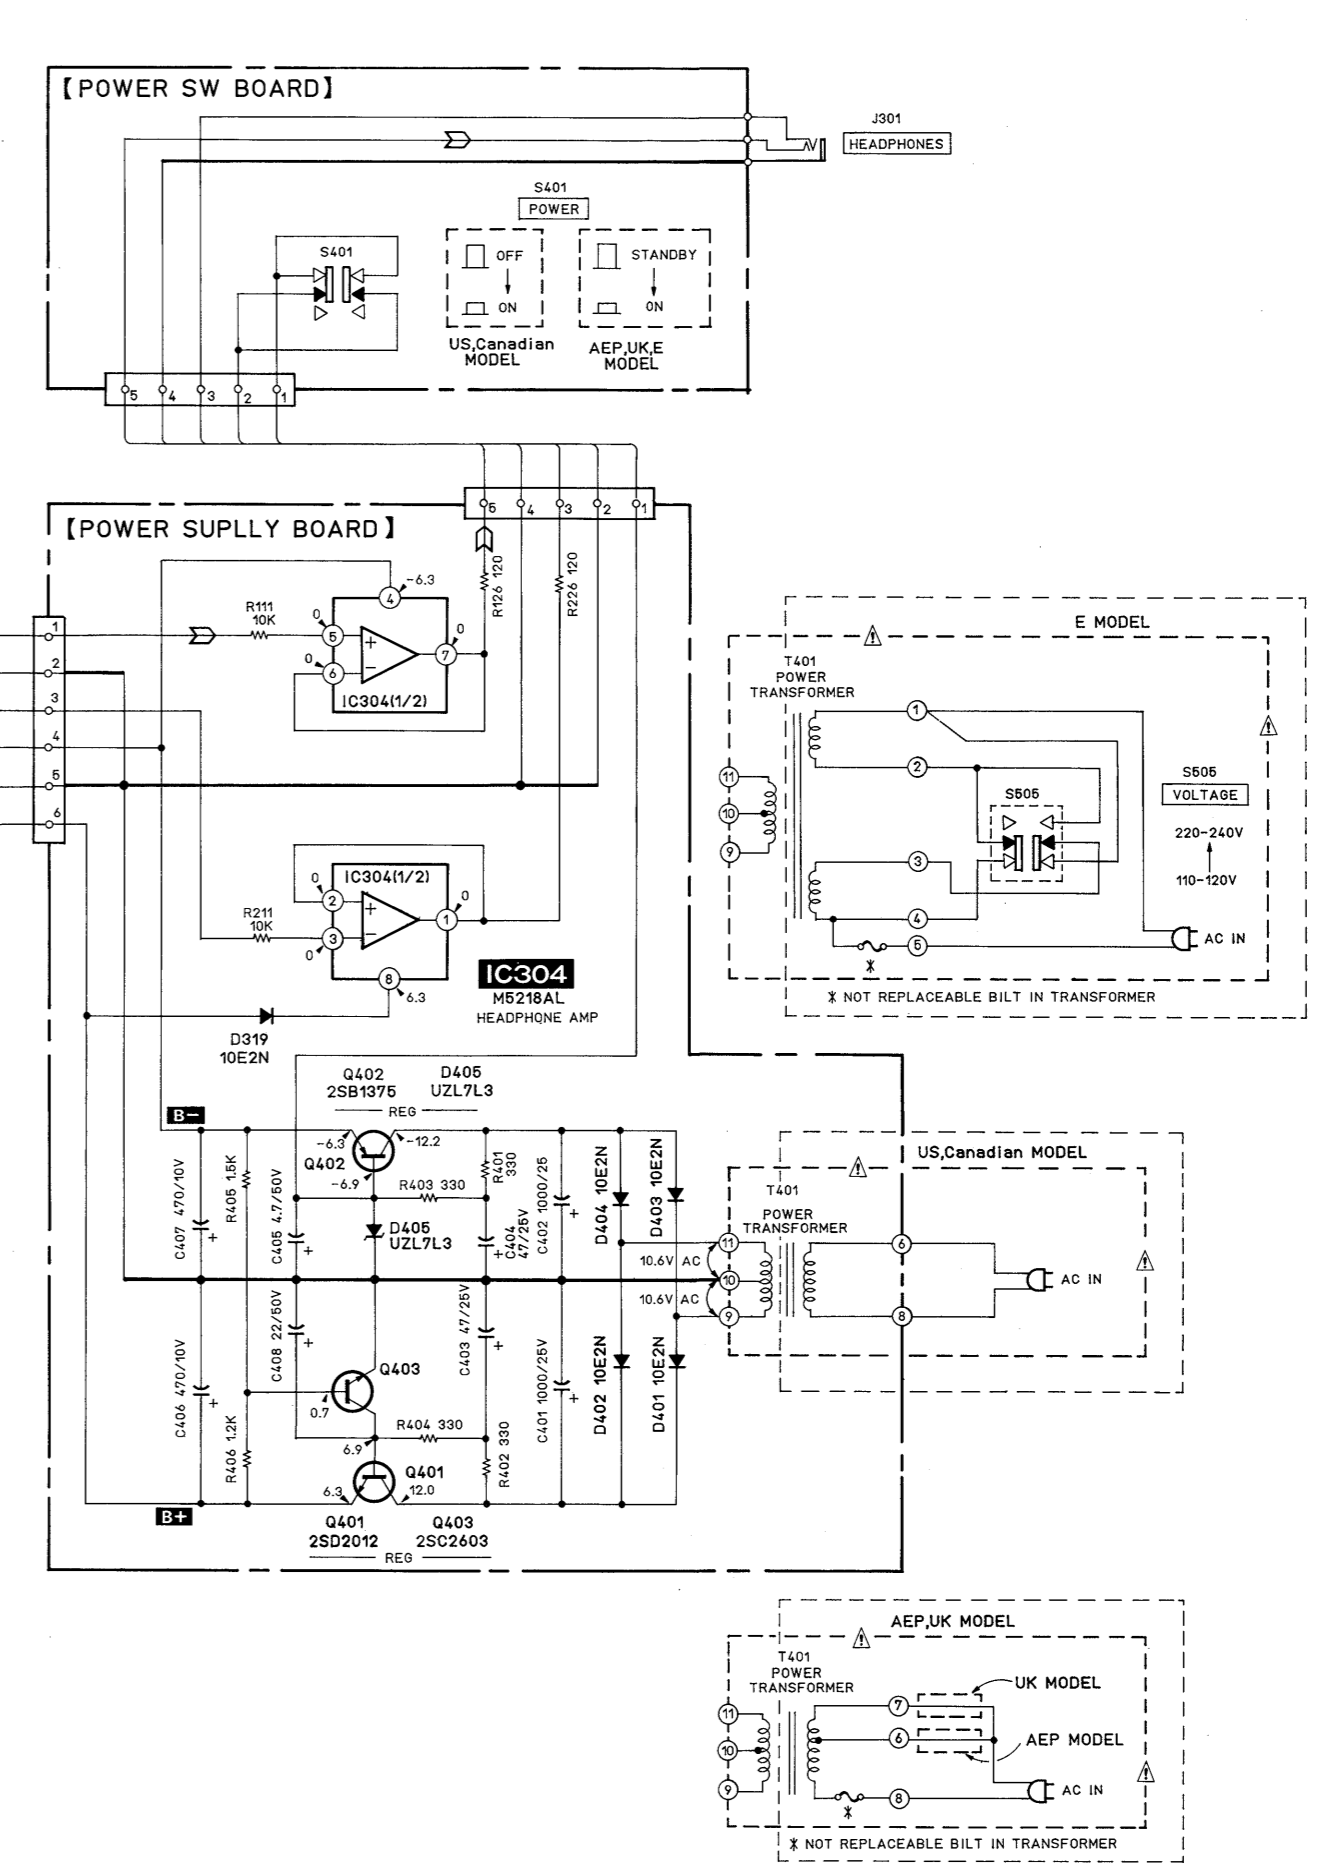 【POWER SW BOARD】
J301
HEADPHONES
S401
POWER
S401
OFF
ON
STANDBY
ON
US,Canadian
MODEL
AEP,UK,E
MODEL
5 4 3 2 1
5 4 3 2 1
【POWER SUPLLY BOARD】
1
2
3
4
5
6
R111
10K
0
5
0
6
4
-6.3
0
7
+
−
IC304(1/2)
R126 120
R226 120
IC304(1/2)
0
2
R211
10K
3
0
0
1
+
−
8
6.3
IC304
M5218AL
HEADPHONE AMP
D319
10E2N
Q402
2SB1375
D405
UZL7L3
REG
B−
-6.3
-12.2
Q402
-6.9
R403 330
R401
330
C407 470/10V
R405 1.5K
C405 4.7/50V
D405
UZL7L3
C404
47/25V
C402 1000/25
D404 10E2N
D403 10E2N
C406 470/10V
R406 1.2K
C408 22/50V
Q403
0.7
C403 47/25V
R404 330
6.9
R402 330
C401 1000/25V
D402 10E2N
D401 10E2N
Q401
6.3
12.0
B+
Q401
2SD2012
Q403
2SC2603
REG
E MODEL
T401
POWER
TRANSFORMER
11
10
9
1
2
3
4
5
S505
S505
VOLTAGE
220-240V
110-120V
AC IN
* NOT REPLACEABLE BILT IN TRANSFORMER
US,Canadian MODEL
T401
POWER
TRANSFORMER
11
10.6V AC
10
10.6V AC
9
6
8
AC IN
AEP,UK MODEL
T401
POWER
TRANSFORMER
11
10
9
7
6
8
UK MODEL
AEP MODEL
AC IN
*
* NOT REPLACEABLE BILT IN TRANSFORMER